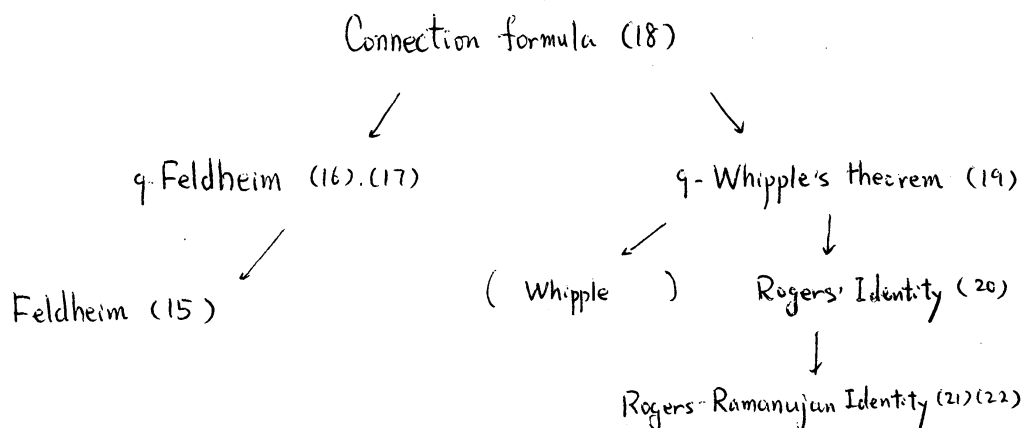 Connection formula (18)
q-Feldheim (16).(17)
q-Whipple's theorem (19)
Feldheim (15)
( Whipple )
Rogers' Identity (20)
Rogers-Ramanujan Identity (21)(22)